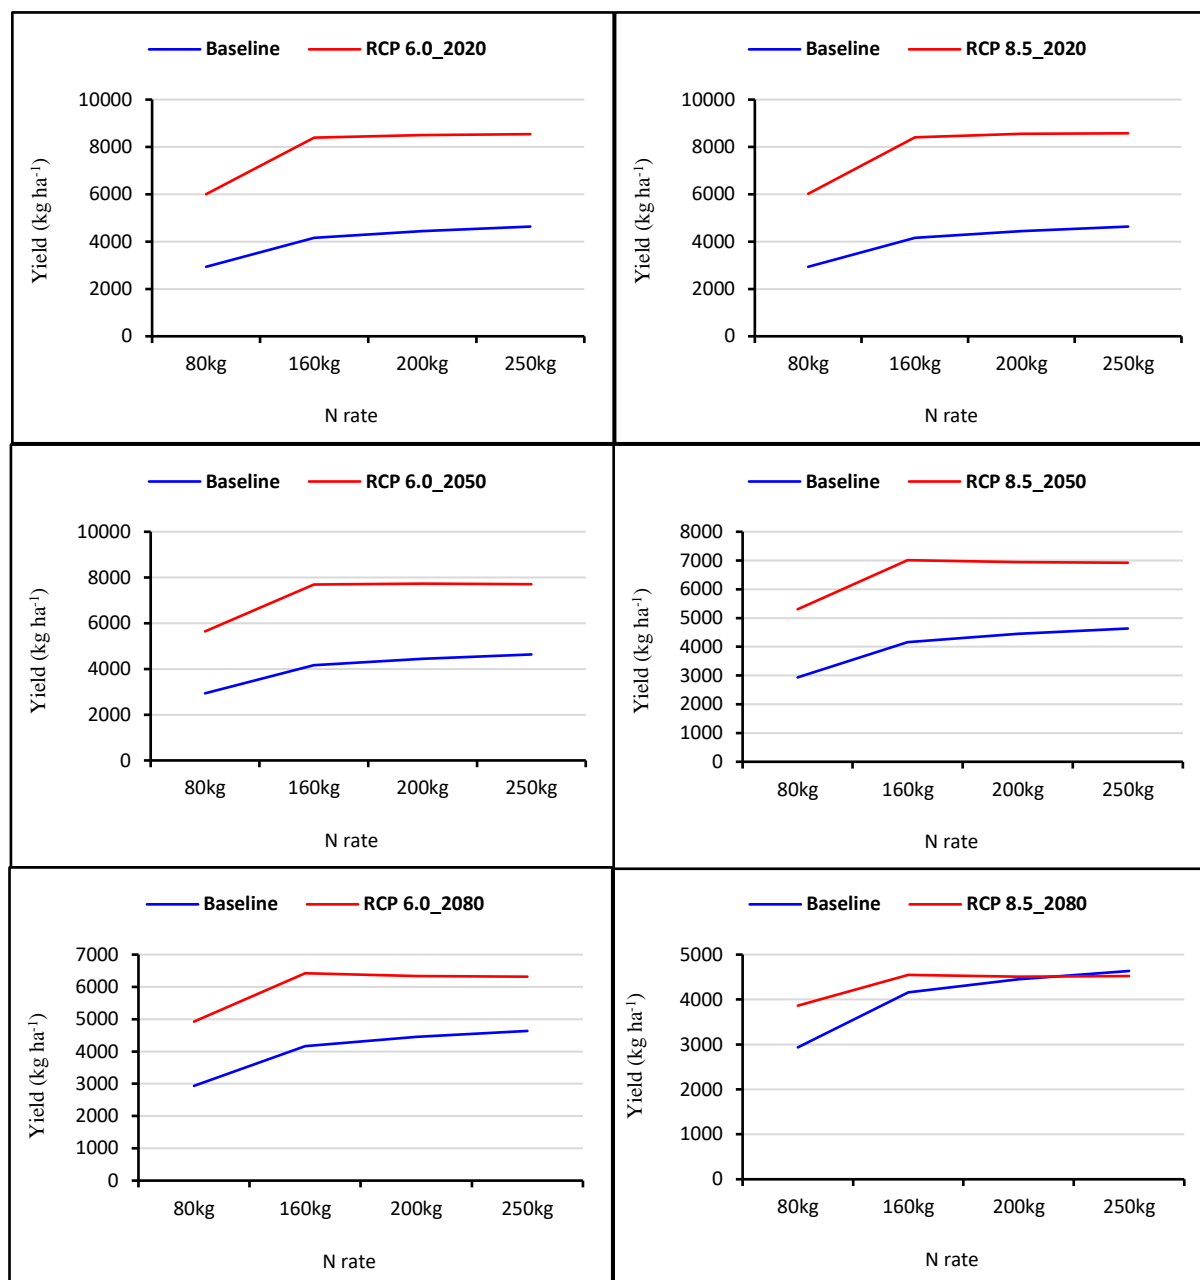 Baseline RCP 6.0_2020
10000
8000
6000
4000
2000
0
Yield (kg ha-1)
80kg 160kg 200kg 250kg
N rate
Baseline RCP 8.5_2020
10000
8000
6000
4000
2000
0
Yield (kg ha-1)
80kg 160kg 200kg 250kg
N rate
Baseline RCP 6.0_2050
10000
8000
6000
4000
2000
0
Yield (kg ha-1)
80kg 160kg 200kg 250kg
N rate
Baseline RCP 8.5_2050
8000
7000
6000
5000
4000
3000
2000
1000
0
Yield (kg ha-1)
80kg 160kg 200kg 250kg
N rate
Baseline RCP 6.0_2080
7000
6000
5000
4000
3000
2000
1000
0
Yield (kg ha-1)
80kg 160kg 200kg 250kg
N rate
Baseline RCP 8.5_2080
5000
4000
3000
2000
1000
0
Yield (kg ha-1)
80kg 160kg 200kg 250kg
N rate